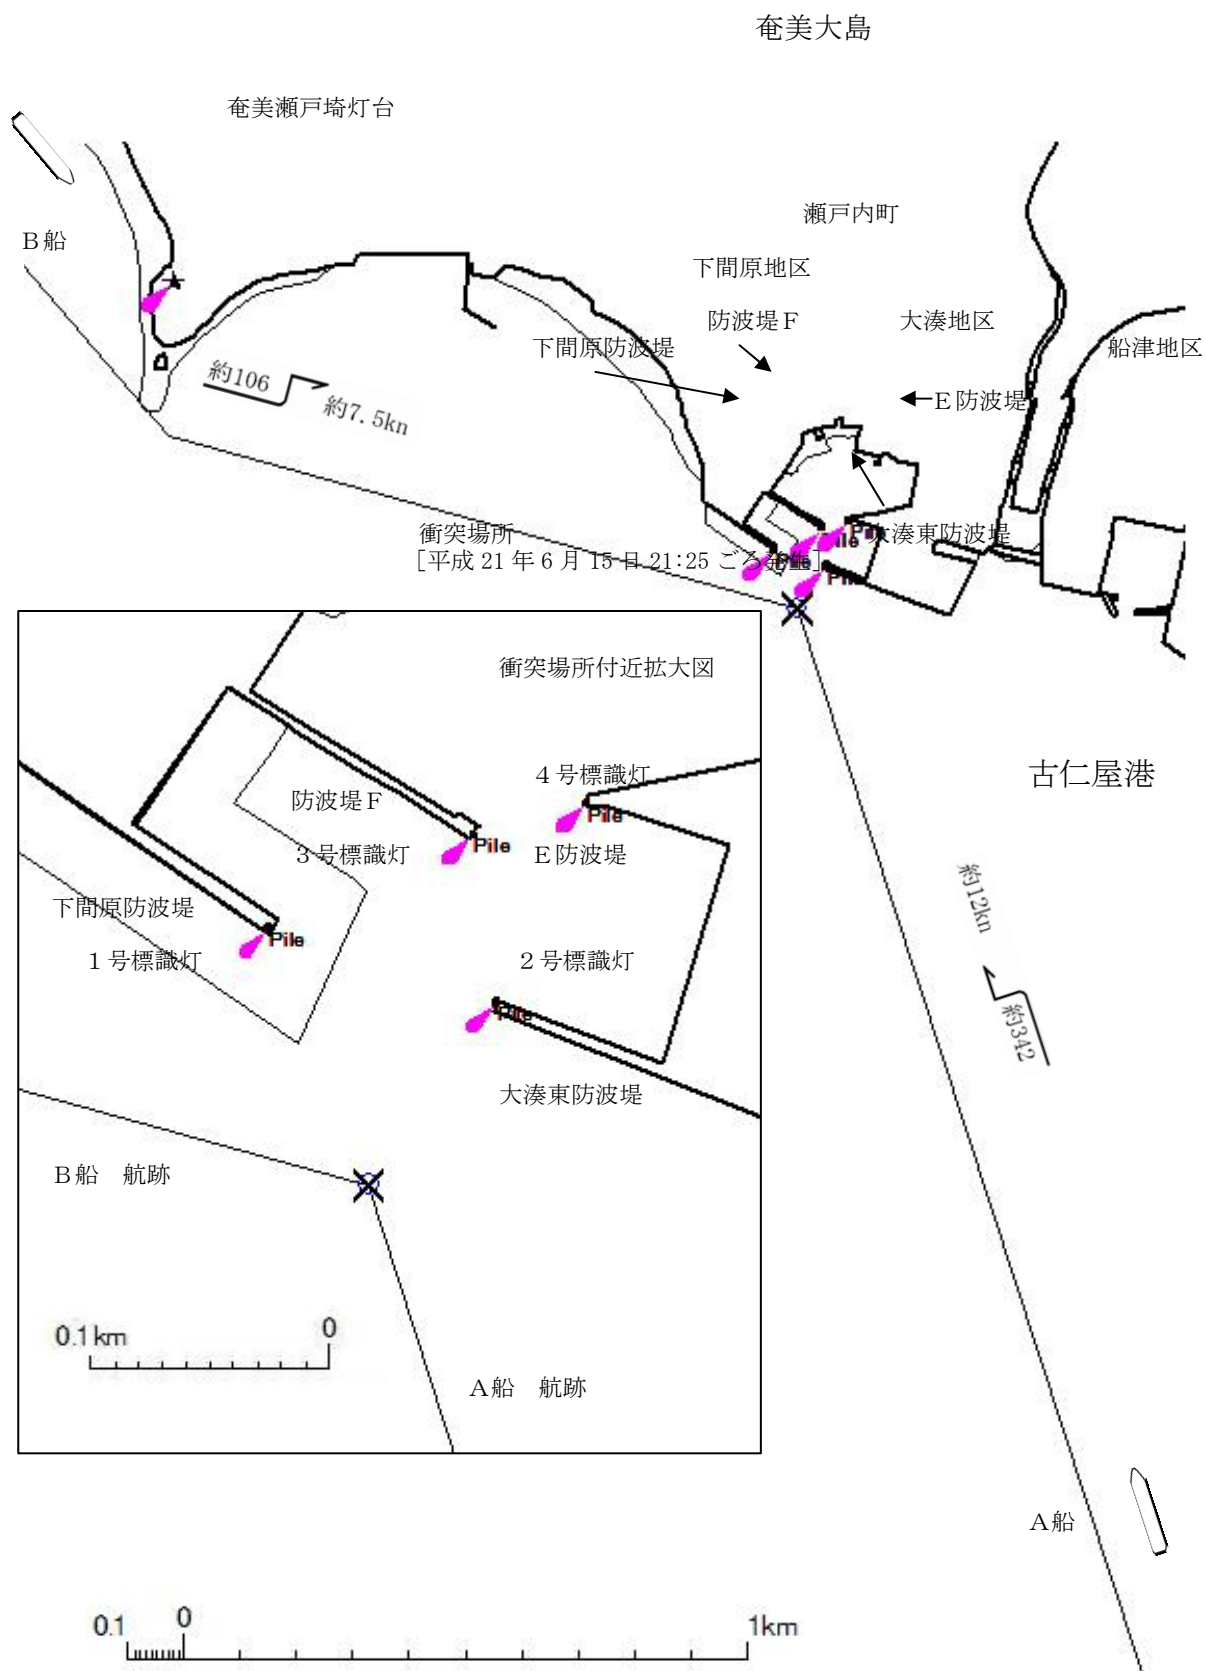 奄美大島
奄美瀬戸埼灯台
Ｂ船
瀬戸内町
下間原地区
防波堤Ｆ
大湊地区
下間原防波堤
船津地区
約106
約7.5kn
Ｅ防波堤
衝突場所
大湊東防波堤
［平成 21 年 6 月 15 日 21:25 ごろ発生］
Pile
Pile
Pile
Pile
衝突場所付近拡大図
古仁屋港
４号標識灯
防波堤Ｆ
Pile
３号標識灯
Pile
Ｅ防波堤
下間原防波堤
Pile
１号標識灯
２号標識灯
Pile
大湊東防波堤
約12kn
約342
Ｂ船　航跡
0.1km
0
Ａ船　航跡
Ａ船
0.1
0
1km